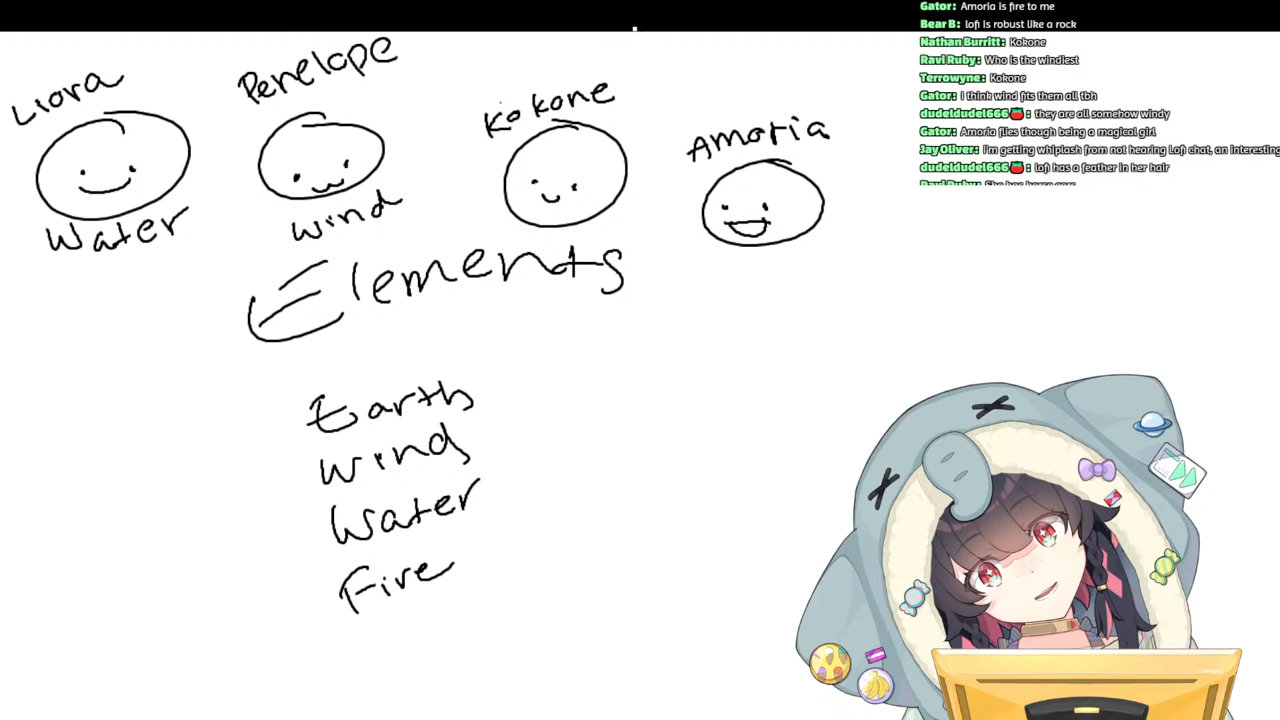 Liora
Penelope
Kokone
Amoria
Water
Wind
Elements
Earth
Wind
Water
Fire
Gator: Amoria is fire to me
Bear B: lofi is robust like a rock
Nathan Burritt: Kokone
Ravi Ruby: Who is the windiest
Terrowyne: Kokone
Gator: I think wind fits them all tbh
dudeldudel666🍅: they are all somehow windy
Gator: Amoria flies though being a magical girl
Jay Oliver: I'm getting whiplash from not hearing Lofi chat, an interesting
dudeldudel666🍅: lofi has a feather in her hair